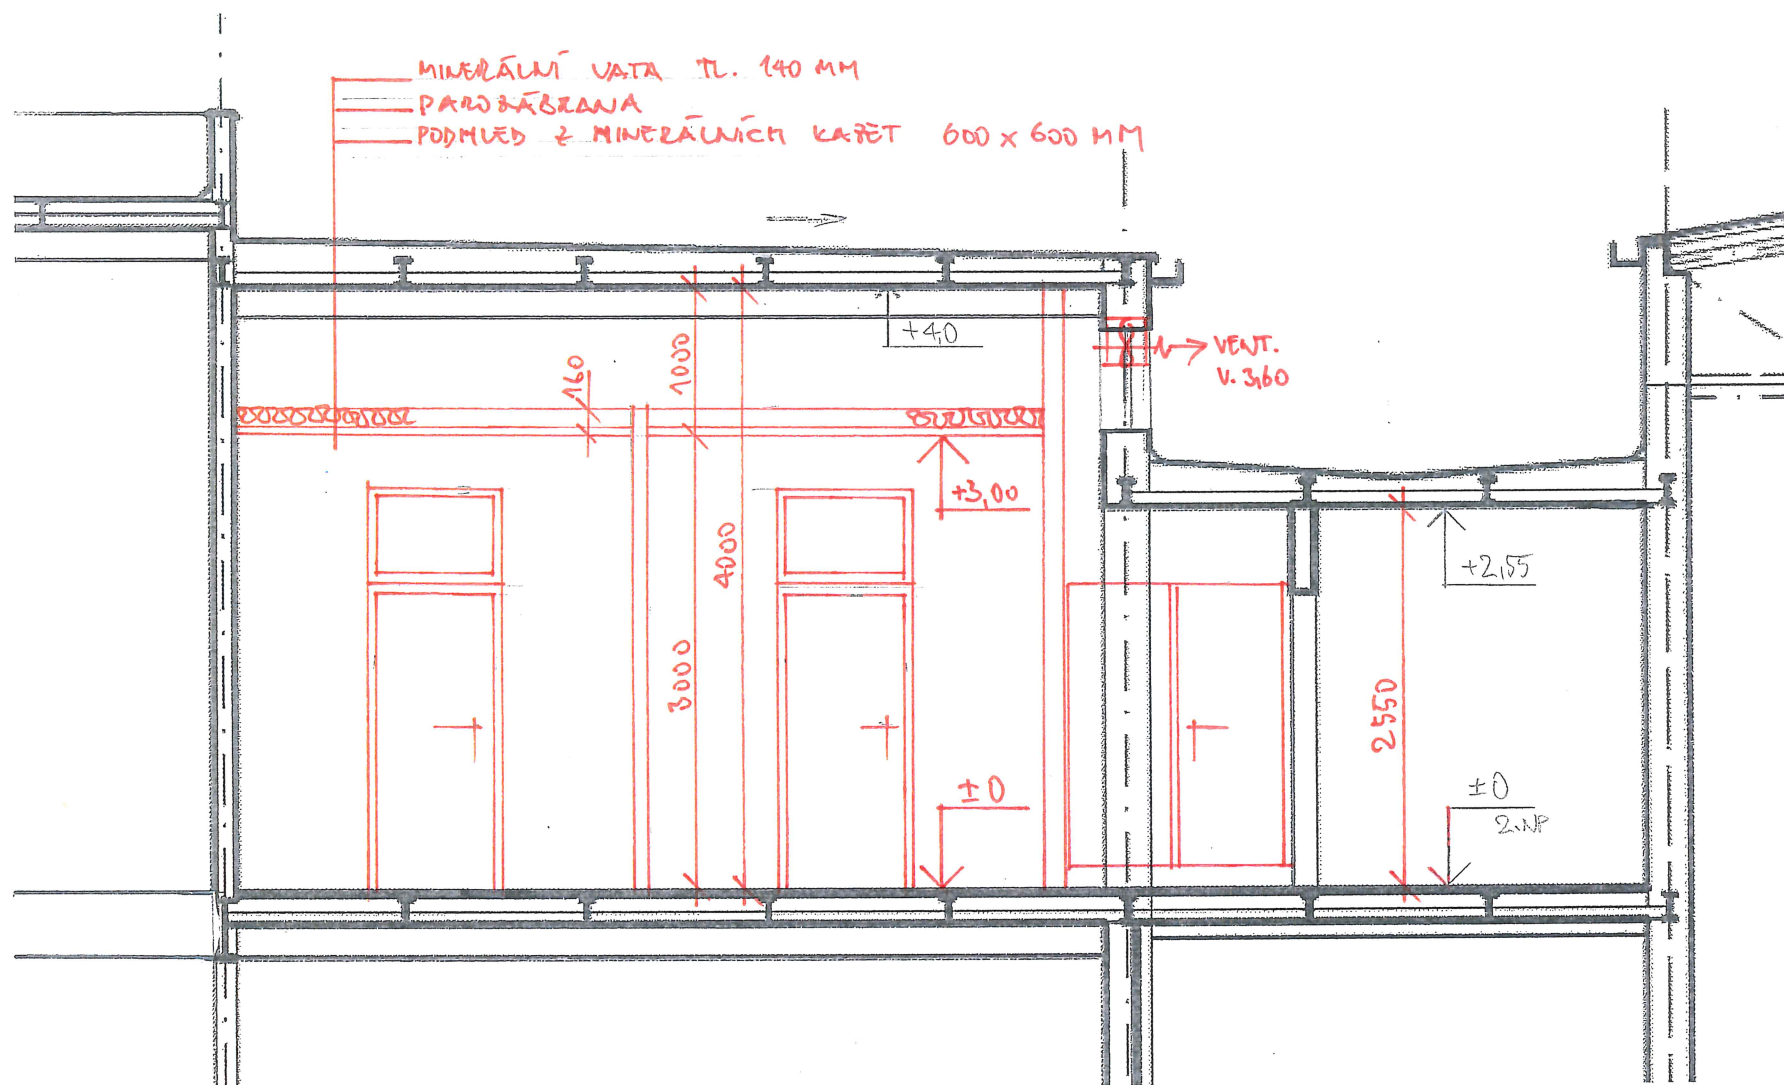 MINERÁLNÍ VATA TL. 140 MM
PAROZÁBRANA
PODHLED Z MINERÁLNÍCH KAZET 600 x 600 MM
+4,0
VENT.
V. 3,60
160
1000
+3,00
4000
3000
+2,55
2550
±0
±0
2.NP